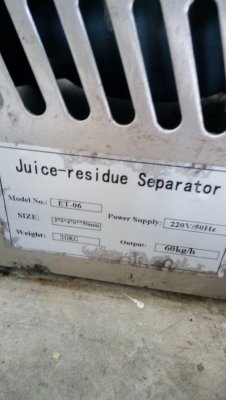 Juice-residue Separator
Model No.: ET-06
SIZE: Power Supply: 220V/50Hz
Weight: Output: 60kg/h